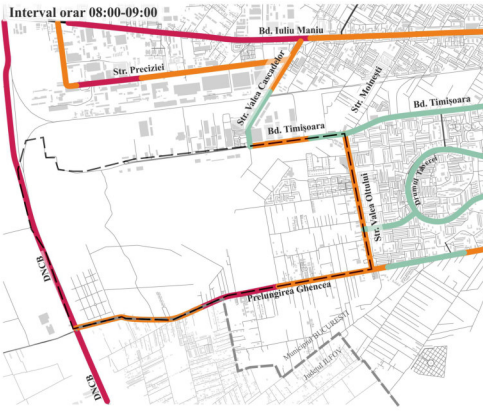 Interval orar 08:00-09:00
Bd. Iuliu Maniu
Str. Preciziei
Str. Valea Cascadelor
Str. Moinești
Bd. Timișoara
Bd. Timișoara
Drumul Taberei
Str. Valea Oltului
DNCB
Prelungirea Ghencea
Municipiul BUCUREȘTI
Județul ILFOV
DNCB